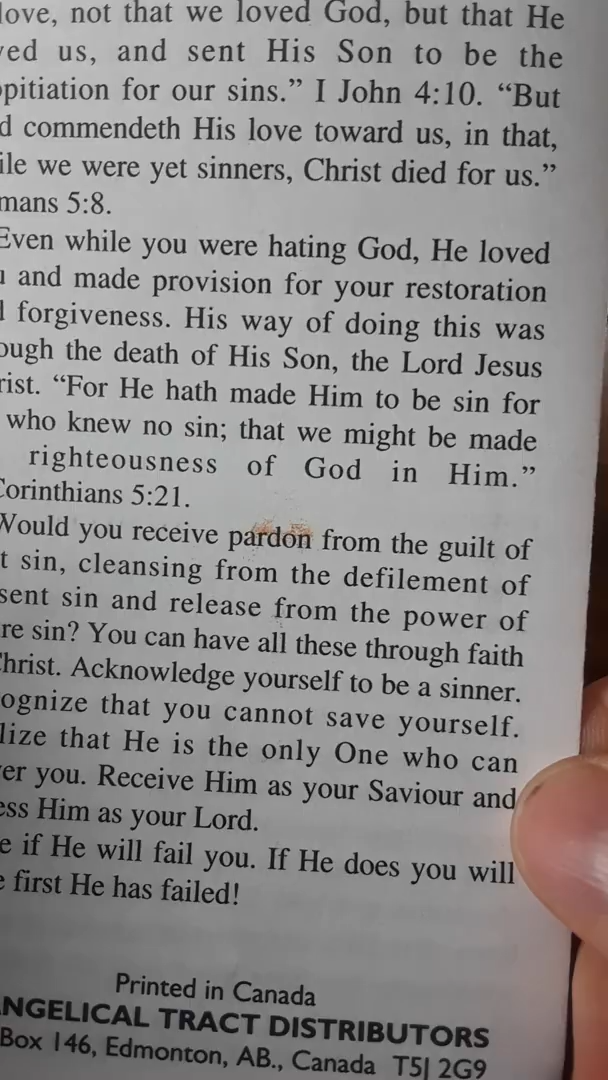 love, not that we loved God, but that He
ved us, and sent His Son to be the
opitiation for our sins.” I John 4:10. “But
d commendeth His love toward us, in that,
ile we were yet sinners, Christ died for us.”
mans 5:8.
Even while you were hating God, He loved
u and made provision for your restoration
d forgiveness. His way of doing this was
ough the death of His Son, the Lord Jesus
rist. “For He hath made Him to be sin for
who knew no sin; that we might be made
righteousness of God in Him.”
Corinthians 5:21.
Would you receive pardon from the guilt of
t sin, cleansing from the defilement of
sent sin and release from the power of
re sin? You can have all these through faith
Christ. Acknowledge yourself to be a sinner.
ognize that you cannot save yourself.
lize that He is the only One who can
er you. Receive Him as your Saviour and
ess Him as your Lord.
e if He will fail you. If He does you will
e first He has failed!
Printed in Canada
ANGELICAL TRACT DISTRIBUTORS
Box 146, Edmonton, AB., Canada T5J 2G9